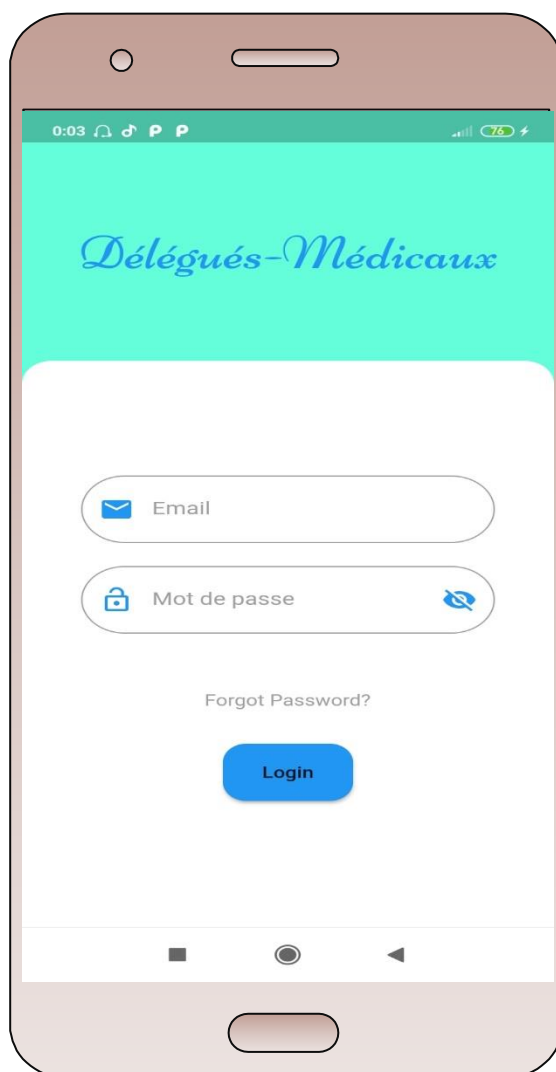 0:03 P P 76
Délégués-Médicaux
Email
Mot de passe
Forgot Password?
Login